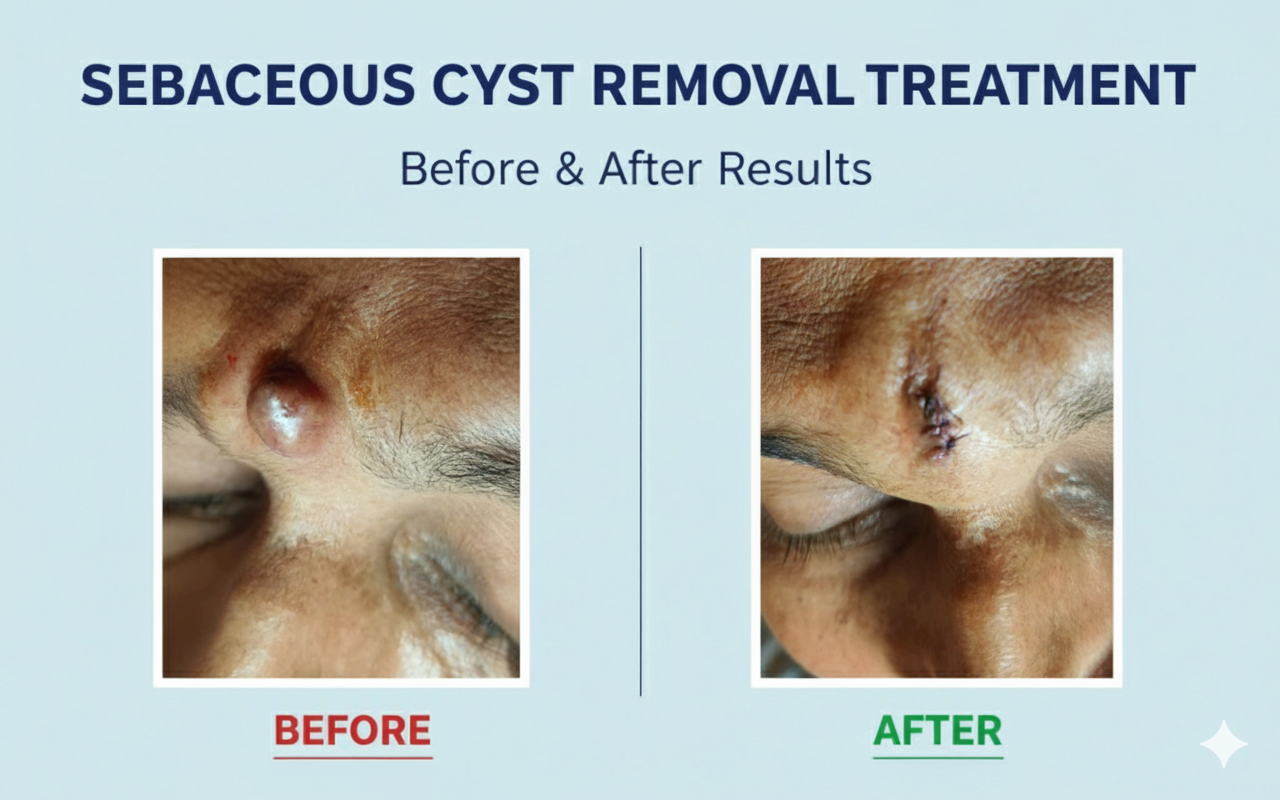 SEBACEOUS CYST REMOVAL TREATMENT
Before & After Results
BEFORE
AFTER